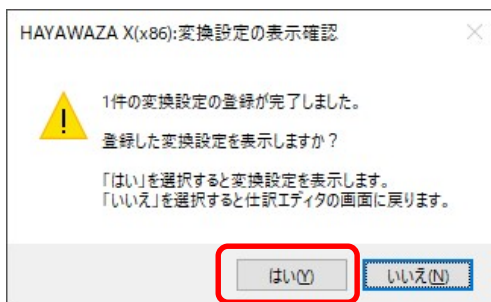 HAYAWAZA X(x86):変換設定の表示確認
1件の変換設定の登録が完了しました。
登録した変換設定を表示しますか？
「はい」を選択すると変換設定を表示します。
「いいえ」を選択すると仕訳エディタの画面に戻ります。
はい(Y)
いいえ(N)